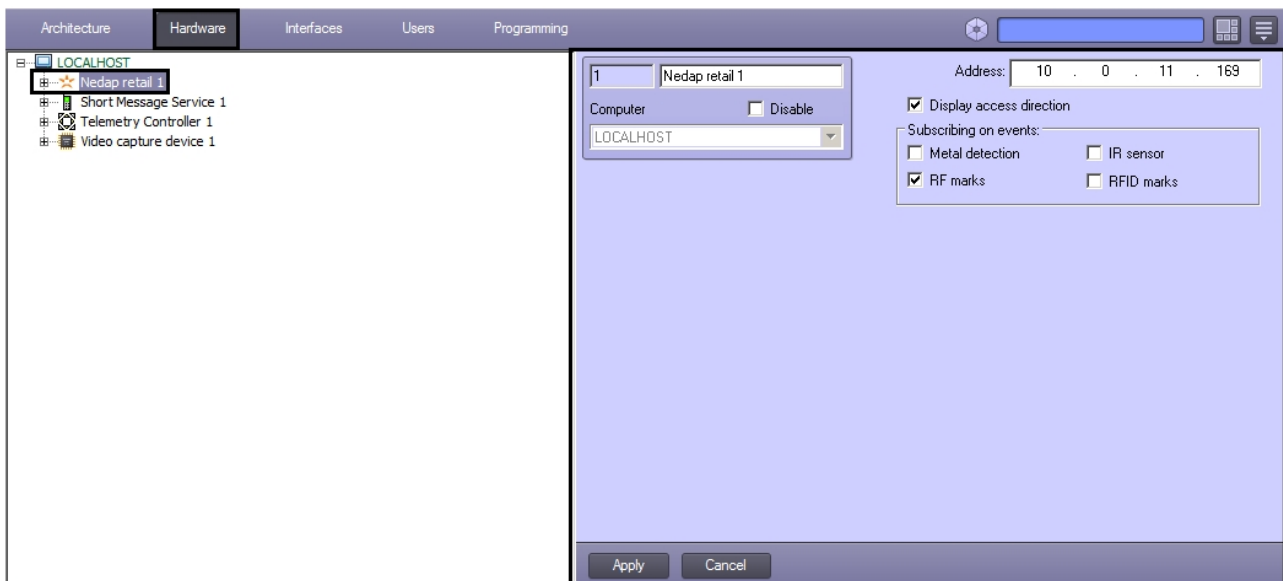 Architecture Hardware Interfaces Users Programming
LOCALHOST
Nedap retail 1
Short Message Service 1
Telemetry Controller 1
Video capture device 1
1 Nedap retail 1
Computer Disable
LOCALHOST
Address: 10 . 0 . 11 . 169
Display access direction
Subscribing on events:
Metal detection IR sensor
RF marks RFID marks
Apply Cancel